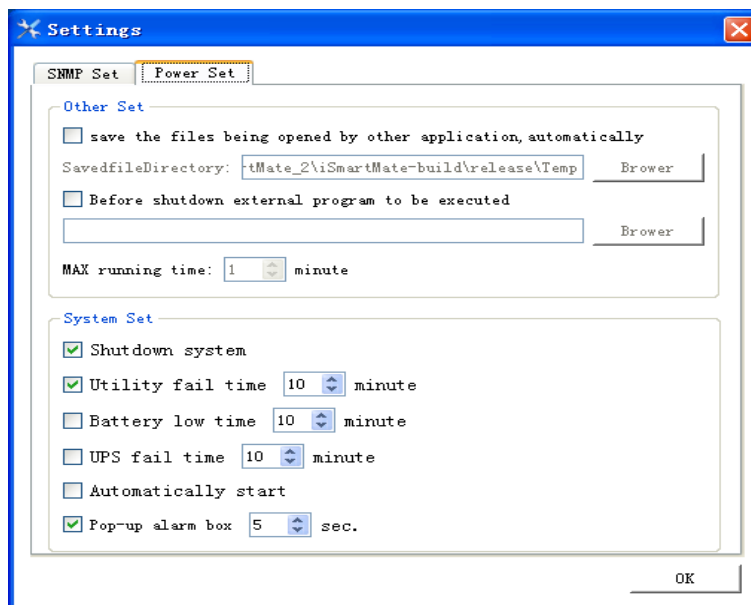 Settings
SNMP Set Power Set
Other Set
save the files being opened by other application, automatically
SavedfileDirectory: tMate_2\iSmartMate-build\release\Temp Brower
Before shutdown external program to be executed
Brower
MAX running time: 1 minute
System Set
Shutdown system
Utility fail time 10 minute
Battery low time 10 minute
UPS fail time 10 minute
Automatically start
Pop-up alarm box 5 sec.
OK